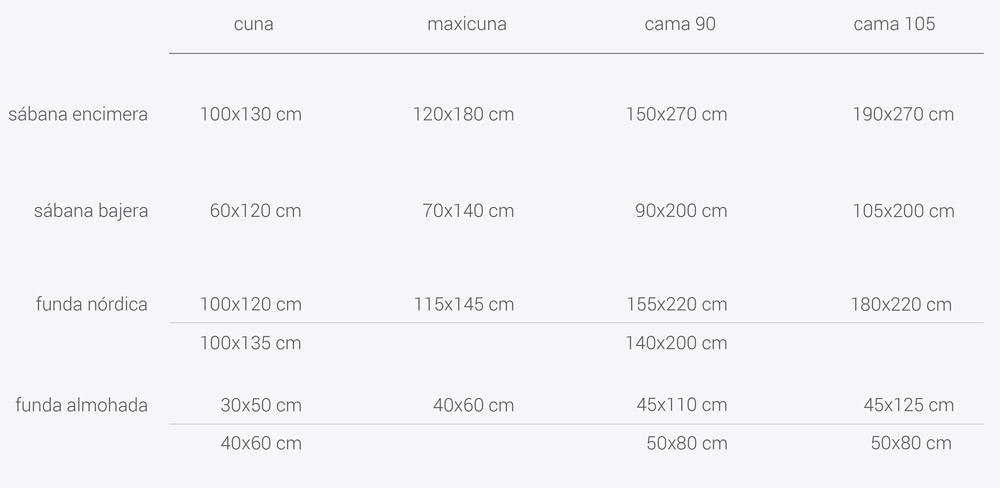 cuna maxicuna cama 90 cama 105
sábana encimera 100x130 cm 120x180 cm 150x270 cm 190x270 cm
sábana bajera 60x120 cm 70x140 cm 90x200 cm 105x200 cm
funda nórdica 100x120 cm 115x145 cm 155x220 cm 180x220 cm
100x135 cm 140x200 cm
funda almohada 30x50 cm 40x60 cm 45x110 cm 45x125 cm
40x60 cm 50x80 cm 50x80 cm